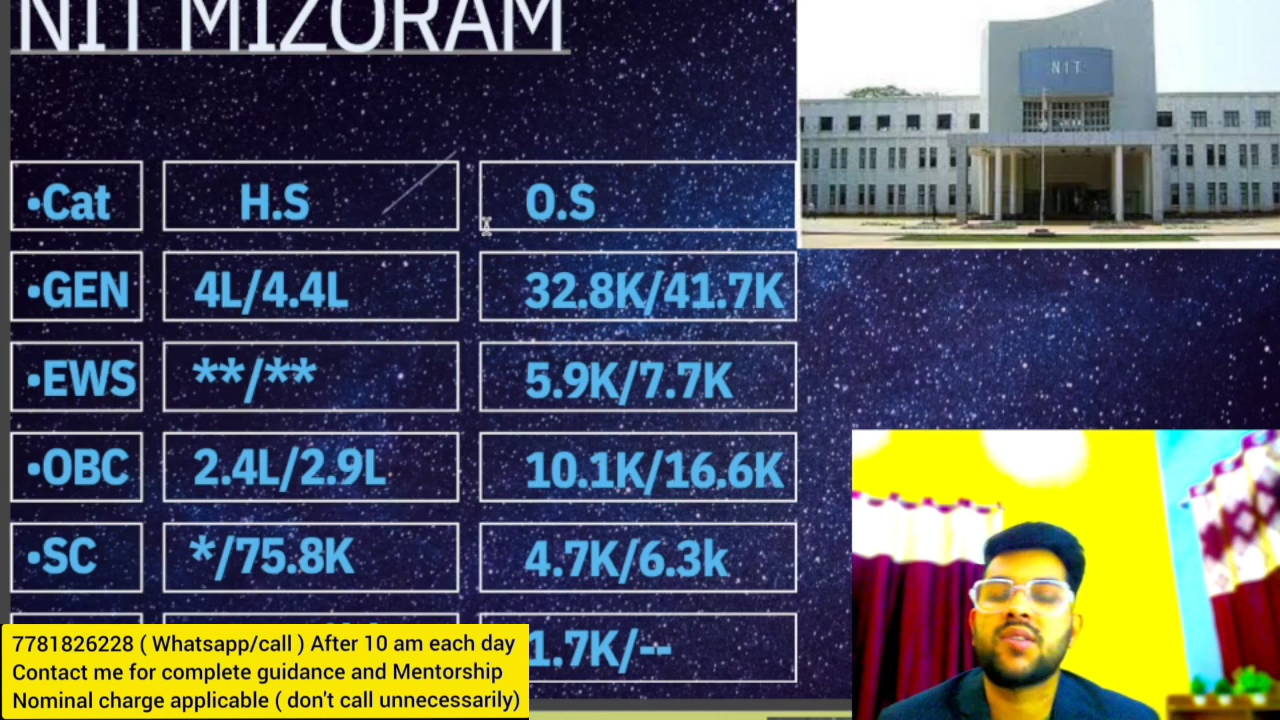 NIT MIZORAM
NIT
•Cat H.S O.S
•GEN 4L/4.4L 32.8K/41.7K
•EWS **/** 5.9K/7.7K
•OBC 2.4L/2.9L 10.1K/16.6K
•SC */75.8K 4.7K/6.3k
1.7K/--
7781826228 ( Whatsapp/call ) After 10 am each day
Contact me for complete guidance and Mentorship
Nominal charge applicable ( don't call unnecessarily)